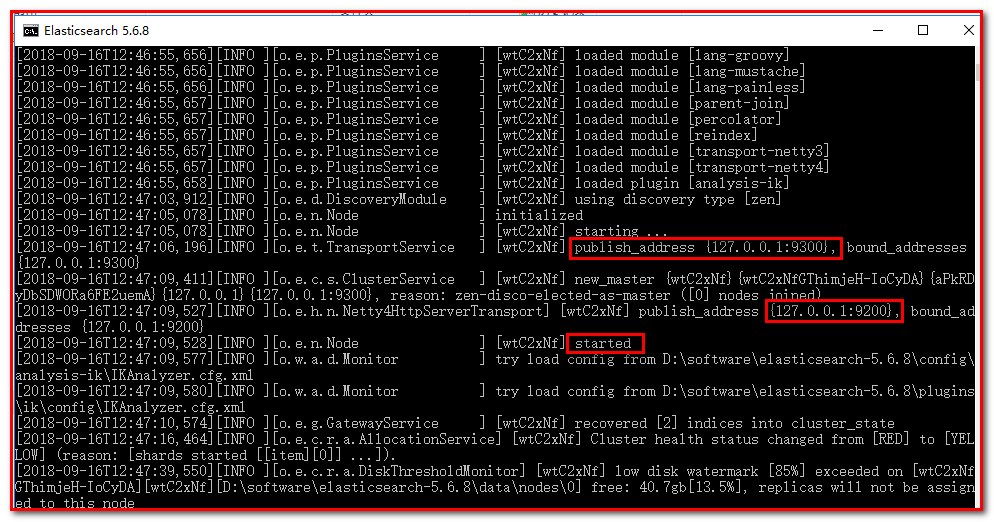 Elasticsearch 5.6.8
[2018-09-16T12:46:55,656][INFO ][o.e.p.PluginsService     ] [wtC2xNf] loaded module [lang-groovy]
[2018-09-16T12:46:55,656][INFO ][o.e.p.PluginsService     ] [wtC2xNf] loaded module [lang-mustache]
[2018-09-16T12:46:55,656][INFO ][o.e.p.PluginsService     ] [wtC2xNf] loaded module [lang-painless]
[2018-09-16T12:46:55,657][INFO ][o.e.p.PluginsService     ] [wtC2xNf] loaded module [parent-join]
[2018-09-16T12:46:55,657][INFO ][o.e.p.PluginsService     ] [wtC2xNf] loaded module [percolator]
[2018-09-16T12:46:55,657][INFO ][o.e.p.PluginsService     ] [wtC2xNf] loaded module [reindex]
[2018-09-16T12:46:55,657][INFO ][o.e.p.PluginsService     ] [wtC2xNf] loaded module [transport-netty3]
[2018-09-16T12:46:55,657][INFO ][o.e.p.PluginsService     ] [wtC2xNf] loaded module [transport-netty4]
[2018-09-16T12:46:55,658][INFO ][o.e.p.PluginsService     ] [wtC2xNf] loaded plugin [analysis-ik]
[2018-09-16T12:47:03,912][INFO ][o.e.d.DiscoveryModule    ] [wtC2xNf] using discovery type [zen]
[2018-09-16T12:47:05,078][INFO ][o.e.n.Node               ] initialized
[2018-09-16T12:47:05,078][INFO ][o.e.n.Node               ] [wtC2xNf] starting ...
[2018-09-16T12:47:06,196][INFO ][o.e.t.TransportService   ] [wtC2xNf] publish_address {127.0.0.1:9300}, bound_addresses
{127.0.0.1:9300}
[2018-09-16T12:47:09,411][INFO ][o.e.c.s.ClusterService   ] [wtC2xNf] new_master {wtC2xNf}{wtC2xNfGThimjeH-IoCyDA}{aPkRD
yDbSDWORa6FE2uemA}{127.0.0.1}{127.0.0.1:9300}, reason: zen-disco-elected-as-master ([0] nodes joined)
[2018-09-16T12:47:09,527][INFO ][o.e.h.n.Netty4HttpServerTransport] [wtC2xNf] publish_address {127.0.0.1:9200}, bound_ad
dresses {127.0.0.1:9200}
[2018-09-16T12:47:09,528][INFO ][o.e.n.Node               ] [wtC2xNf] started
[2018-09-16T12:47:09,577][INFO ][o.w.a.d.Monitor          ] try load config from D:\software\elasticsearch-5.6.8\config\
analysis-ik\IKAnalyzer.cfg.xml
[2018-09-16T12:47:09,580][INFO ][o.w.a.d.Monitor          ] try load config from D:\software\elasticsearch-5.6.8\plugins
\ik\config\IKAnalyzer.cfg.xml
[2018-09-16T12:47:10,574][INFO ][o.e.g.GatewayService     ] [wtC2xNf] recovered [2] indices into cluster_state
[2018-09-16T12:47:16,464][INFO ][o.e.c.r.a.AllocationService] [wtC2xNf] Cluster health status changed from [RED] to [YEL
LOW] (reason: [shards started [[item][0]] ...]).
[2018-09-16T12:47:39,550][INFO ][o.e.c.r.a.DiskThresholdMonitor] [wtC2xNf] low disk watermark [85%] exceeded on [wtC2xNf
GThimjeH-IoCyDA][wtC2xNf][D:\software\elasticsearch-5.6.8\data\nodes\0] free: 40.7gb[13.5%], replicas will not be assign
ed to this node